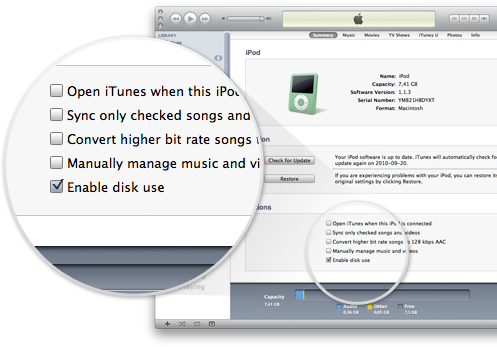 Summary Music Movies TV Shows iTunes U Photos Info
LIBRARY
iPod
Name: iPod
Capacity: 7,41 GB
Software Version: 1.1.3
Serial Number: YM821HBDYXT
Format: Macintosh
Check for Update
Your iPod software is up to date. iTunes will automatically check for
update again on 2010-09-20.
Restore
If you are experiencing problems with your iPod, you can restore its
original settings by clicking Restore.
Open iTunes when this iPod is connected
Sync only checked songs and videos
Convert higher bit rate songs to 128 kbps AAC
Manually manage music and videos
Enable disk use
Open iTunes when this iPo
Sync only checked songs and
Convert higher bit rate songs
Manually manage music and vi
Enable disk use
Capacity
7,41 GB
Audio
0,36 GB
Other
0,05 GB
Free
7,1 GB